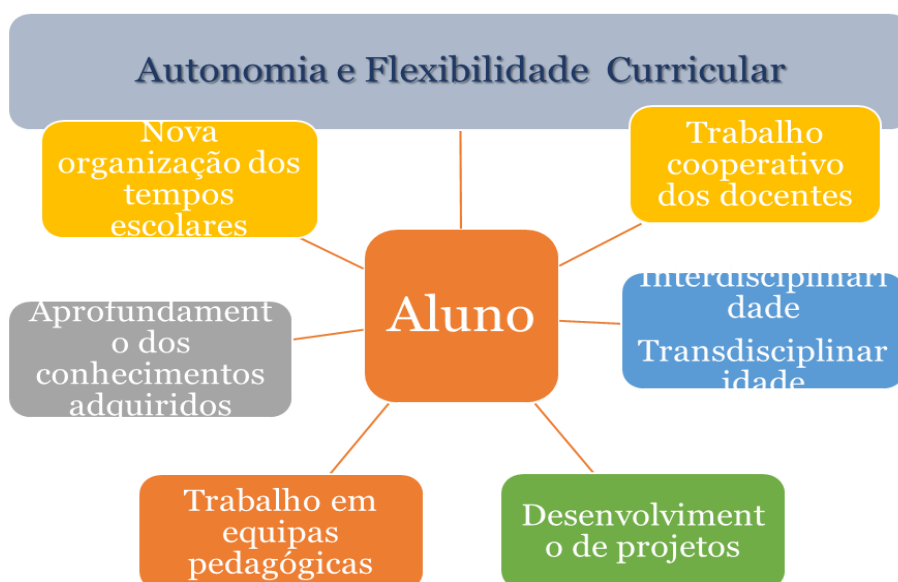 Autonomia e Flexibilidade Curricular
Nova
organização dos
tempos
escolares
Trabalho
cooperativo
dos docentes
Aluno
Aprofundament
o dos
conhecimentos
adquiridos
Interdisciplinari
dade
Transdisciplinar
idade
Trabalho em
equipas
pedagógicas
Desenvolviment
o de projetos